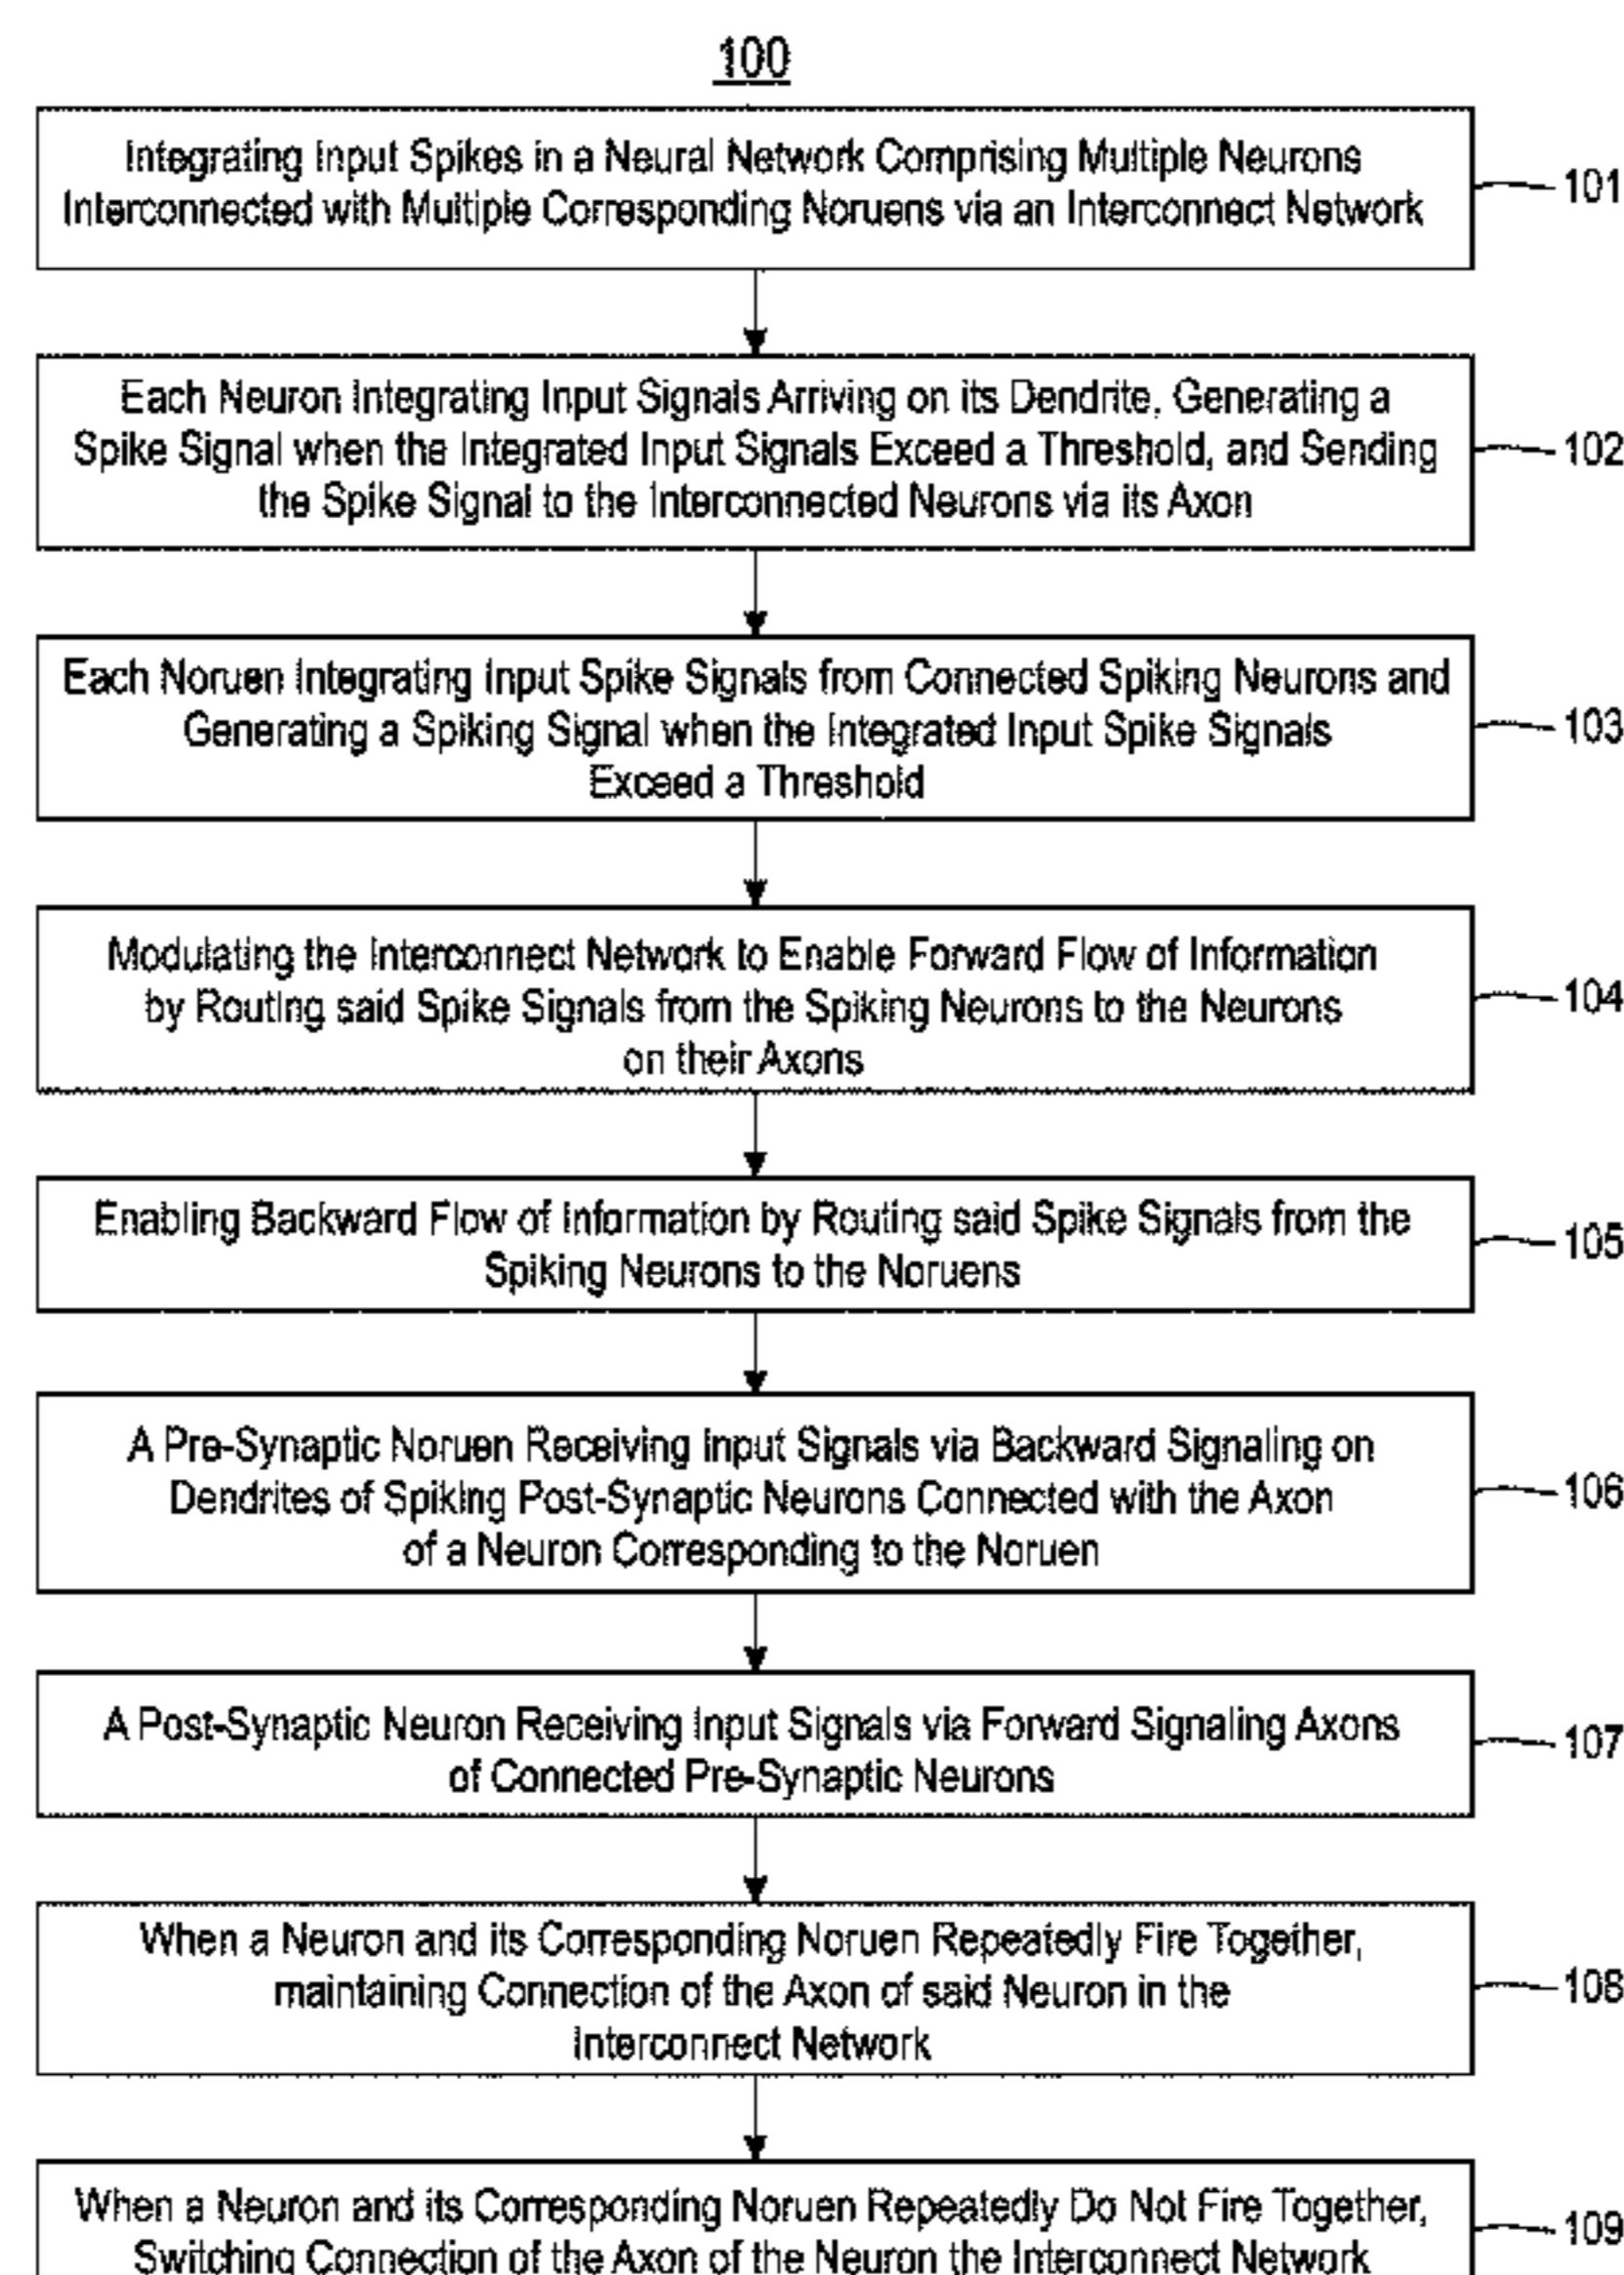 100
Integrating Input Spikes in a Neural Network Comprising Multiple Neurons
Interconnected with Multiple Corresponding Noruens via an Interconnect Network
101
Each Neuron Integrating Input Signals Arriving on its Dendrite, Generating a
Spike Signal when the Integrated Input Signals Exceed a Threshold, and Sending
the Spike Signal to the Interconnected Neurons via its Axon
102
Each Noruen Integrating Input Spike Signals from Connected Spiking Neurons and
Generating a Spiking Signal when the Integrated Input Spike Signals
Exceed a Threshold
103
Modulating the Interconnect Network to Enable Forward Flow of Information
by Routing said Spike Signals from the Spiking Neurons to the Neurons
on their Axons
104
Enabling Backward Flow of Information by Routing said Spike Signals from the
Spiking Neurons to the Noruens
105
A Pre-Synaptic Noruen Receiving Input Signals via Backward Signaling on
Dendrites of Spiking Post-Synaptic Neurons Connected with the Axon
of a Neuron Corresponding to the Noruen
106
A Post-Synaptic Neuron Receiving Input Signals via Forward Signaling Axons
of Connected Pre-Synaptic Neurons
107
When a Neuron and its Corresponding Noruen Repeatedly Fire Together,
maintaining Connection of the Axon of said Neuron in the
Interconnect Network
108
When a Neuron and its Corresponding Noruen Repeatedly Do Not Fire Together,
Switching Connection of the Axon of the Neuron the Interconnect Network
109